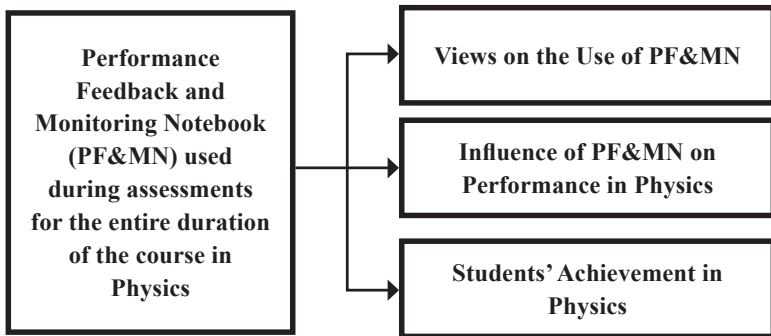 Performance
Feedback and
Monitoring Notebook
(PF&MN) used
during assessments
for the entire duration
of the course in
Physics
Views on the Use of PF&MN
Influence of PF&MN on
Performance in Physics
Students’ Achievement in
Physics